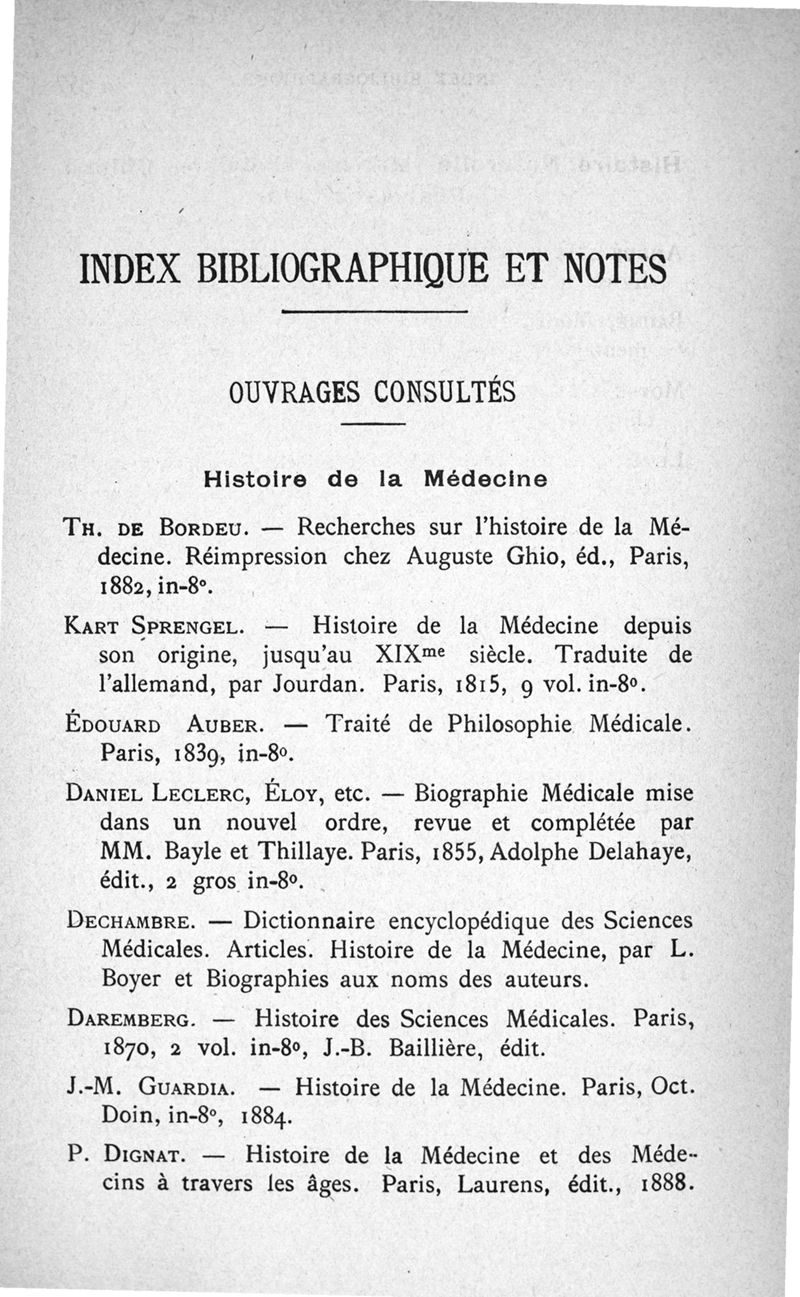 INDEX BIBLIOGRAPHIQUE ET NOTES
OUVRAGES CONSULTÉS
Histoire de la Médecine
TH. DE BORDEU. — Recherches sur l'histoire de la Mé-
decine. Réimpression chez Auguste Ghio, éd., Paris,
1882, in-8°.
KART SPRENGEL. — Histoire de la Médecine depuis
son origine, jusqu'au XIXme siècle. Traduite de
l'allemand, par Jourdan. Paris, 1815, 9 vol. in-8°.
ÉDOUARD AUBER. — Traité de Philosophie Médicale.
Paris, 1839, in-8°.
DANIEL LECLERC, ÉLOY, etc. — Biographie Médicale mise
dans un nouvel ordre, revue et complétée par
MM. Bayle et Thillaye. Paris, 1855, Adolphe Delahaye,
édit., 2 gros in-8°.
DECHAMBRE. — Dictionnaire encyclopédique des Sciences
Médicales. Articles. Histoire de la Médecine, par L.
Boyer et Biographies aux noms des auteurs.
DAREMBERG. — Histoire des Sciences Médicales. Paris,
1870, 2 vol. in-8°, J.-B. Baillière, édit.
J.-M. GUARDIA. — Histoire de la Médecine. Paris, Oct.
Doin, in-8°, 1884.
P. DIGNAT. — Histoire de la Médecine et des Méde-
cins à travers les âges. Paris, Laurens, édit., 1888.